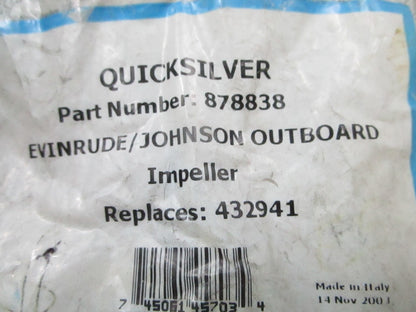 QUICKSILVER
Part Number: 878838
EVINRUDE/JOHNSON OUTBOARD
Impeller
Replaces: 432941
Made in Italy
14 Nov 2003
7 45061 45703 4